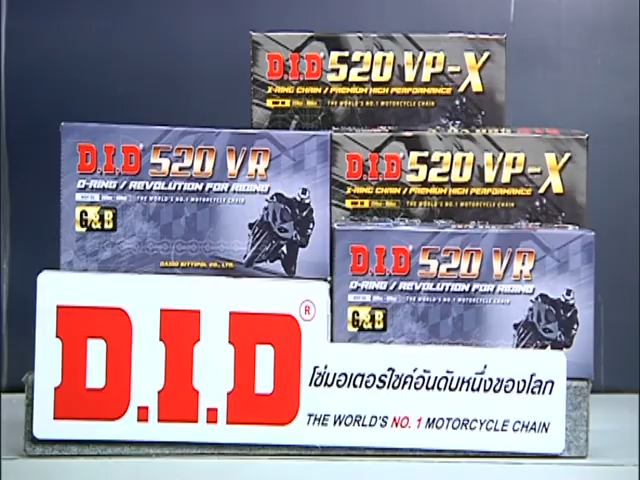 D.I.D 520 VP-X
X-RING CHAIN / PREMIUM HIGH PERFORMANCE
THE WORLD'S NO.1 MOTORCYCLE CHAIN
D.I.D 520 VR
O-RING / REVOLUTION FOR RIDING
THE WORLD'S NO.1 MOTORCYCLE CHAIN
G&B
DAIDO SITTIPOL CO., LTD.
D.I.D 520 VP-X
X-RING CHAIN / PREMIUM HIGH PERFORMANCE
THE WORLD'S NO.1 MOTORCYCLE CHAIN
D.I.D 520 VR
O-RING / REVOLUTION FOR RIDING
THE WORLD'S NO.1 MOTORCYCLE CHAIN
G&B
D.I.D ®
โซ่มอเตอร์ไซค์อันดับหนึ่งของโลก
THE WORLD'S NO. 1 MOTORCYCLE CHAIN